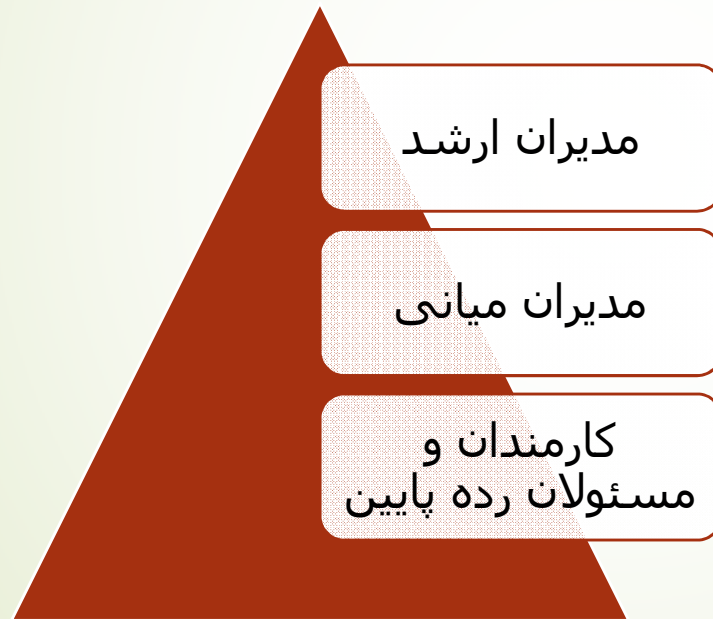 مدیران ارشد
مدیران میانی
کارمندان و
مسئولان رده پایین